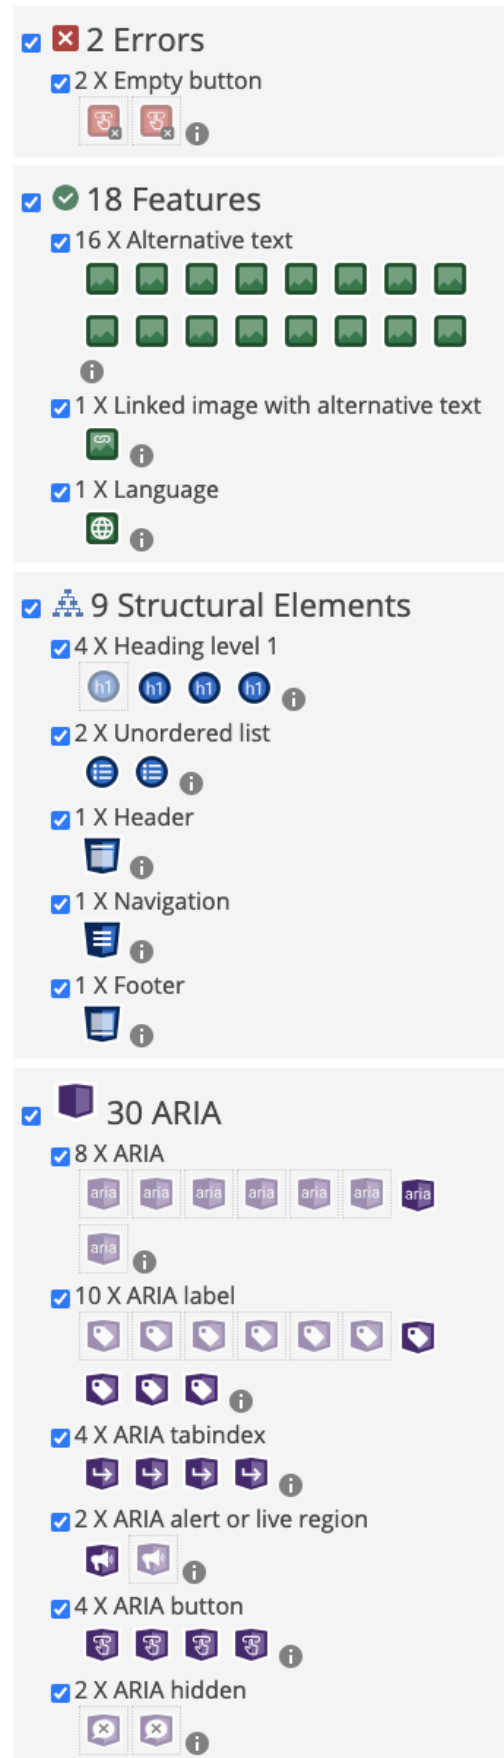 2 Errors
2 X Empty button
18 Features
16 X Alternative text
1 X Linked image with alternative text
1 X Language
9 Structural Elements
4 X Heading level 1
h1 h1 h1 h1
2 X Unordered list
1 X Header
1 X Navigation
1 X Footer
30 ARIA
8 X ARIA
aria aria aria aria aria aria aria
aria
10 X ARIA label
4 X ARIA tabindex
2 X ARIA alert or live region
4 X ARIA button
2 X ARIA hidden